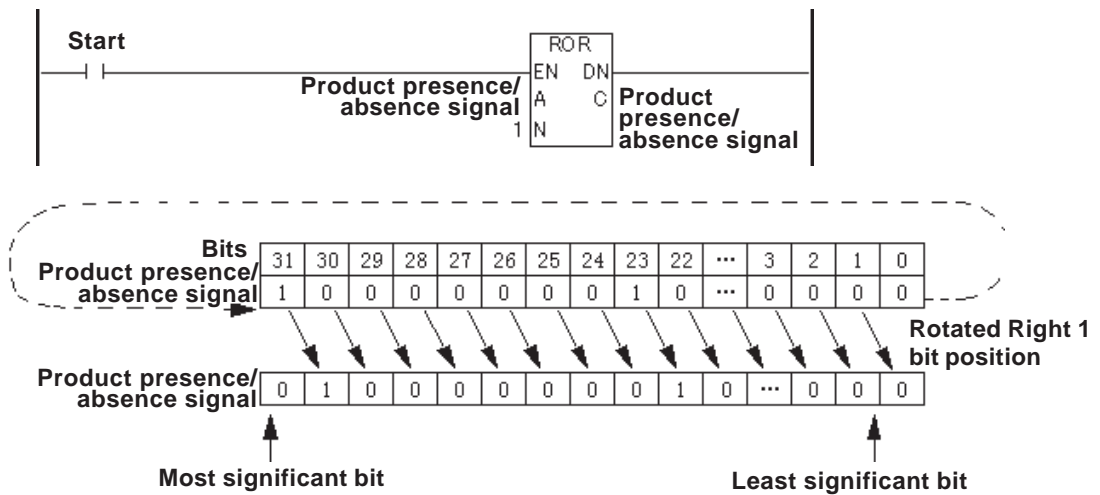 Start
ROR
EN DN
Product presence/
absence signal
A C
Product
presence/
absence signal
1 N
Bits 31 30 29 28 27 26 25 24 23 22 ... 3 2 1 0
Product presence/
absence signal 1 0 0 0 0 0 0 0 1 0 ... 0 0 0 0
Rotated Right 1
bit position
Product presence/
absence signal 0 1 0 0 0 0 0 0 0 1 0 ... 0 0 0
Most significant bit
Least significant bit